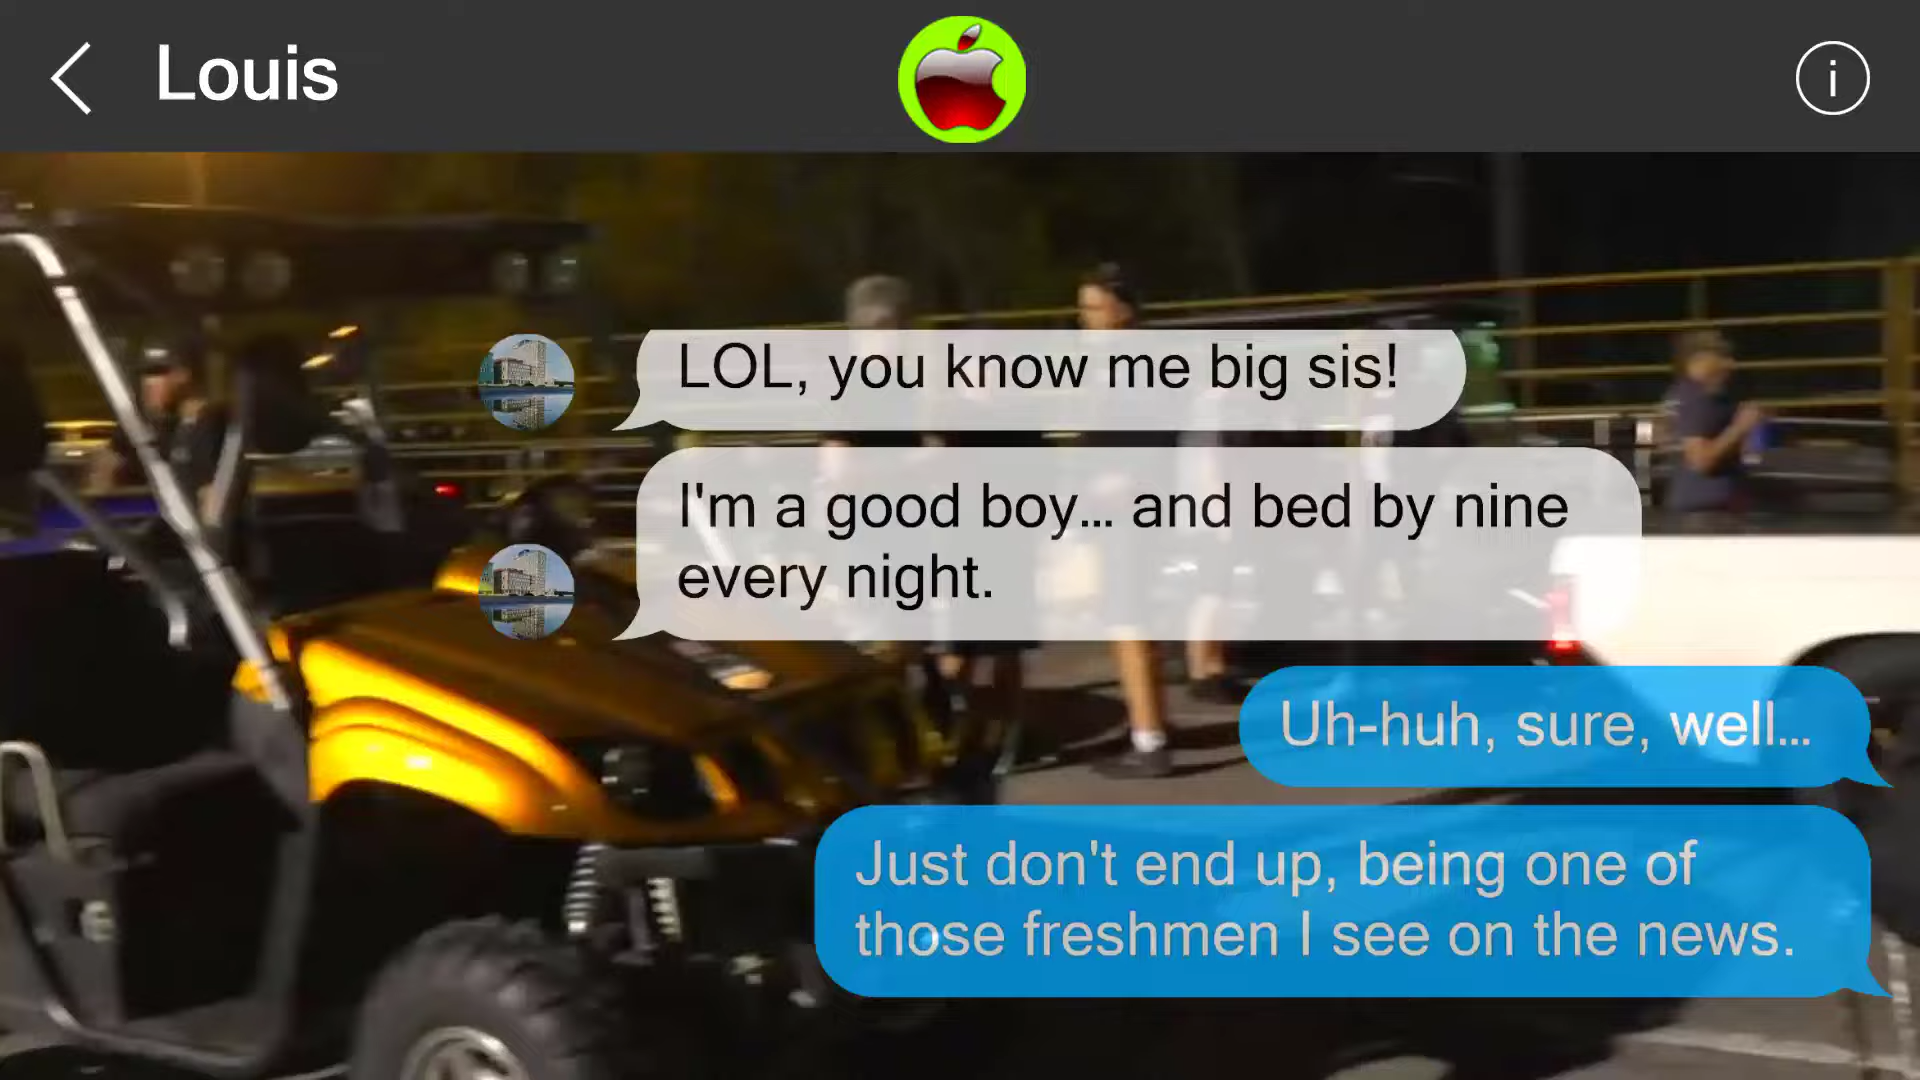 Louis
i
LOL, you know me big sis!
I'm a good boy... and bed by nine
every night.
Uh-huh, sure, well...
Just don't end up, being one of
those freshmen I see on the news.